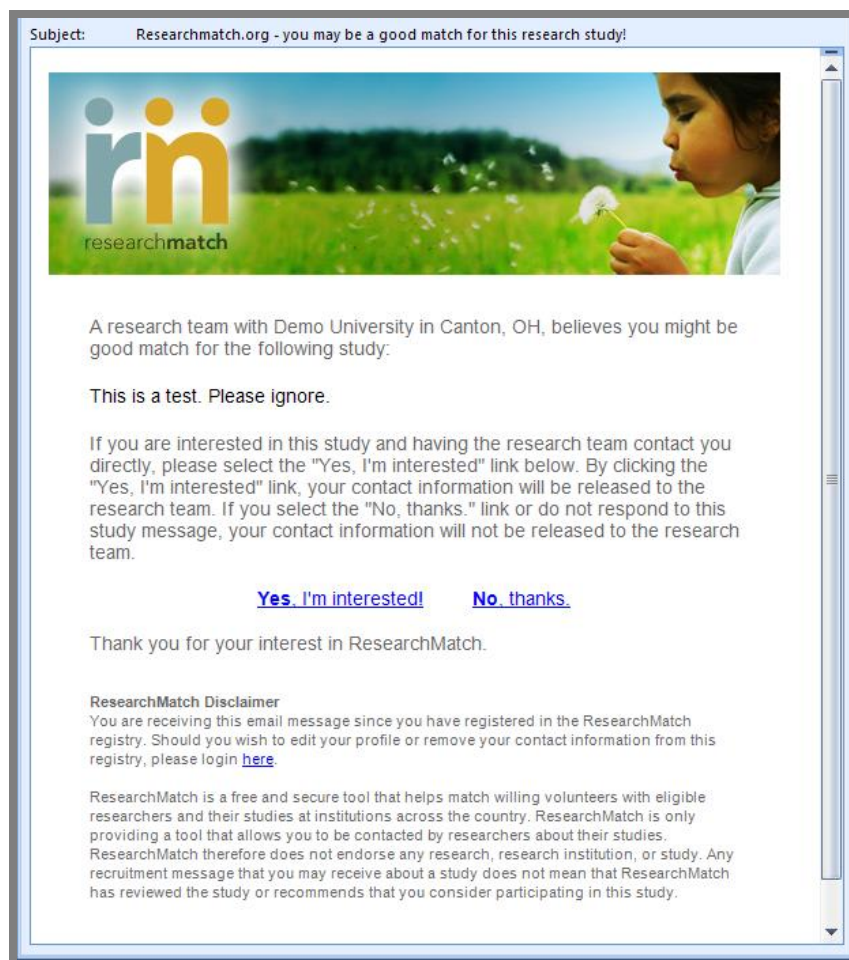 Subject: Researchmatch.org - you may be a good match for this research study!
rm
researchmatch
A research team with Demo University in Canton, OH, believes you might be
good match for the following study:
This is a test. Please ignore.
If you are interested in this study and having the research team contact you
directly, please select the "Yes, I'm interested" link below. By clicking the
"Yes, I'm interested" link, your contact information will be released to the
research team. If you select the "No, thanks." link or do not respond to this
study message, your contact information will not be released to the research
team.
Yes, I'm interested! No, thanks.
Thank you for your interest in ResearchMatch.
ResearchMatch Disclaimer
You are receiving this email message since you have registered in the ResearchMatch
registry. Should you wish to edit your profile or remove your contact information from this
registry, please login here.
ResearchMatch is a free and secure tool that helps match willing volunteers with eligible
researchers and their studies at institutions across the country. ResearchMatch is only
providing a tool that allows you to be contacted by researchers about their studies.
ResearchMatch therefore does not endorse any research, research institution, or study. Any
recruitment message that you may receive about a study does not mean that ResearchMatch
has reviewed the study or recommends that you consider participating in this study.